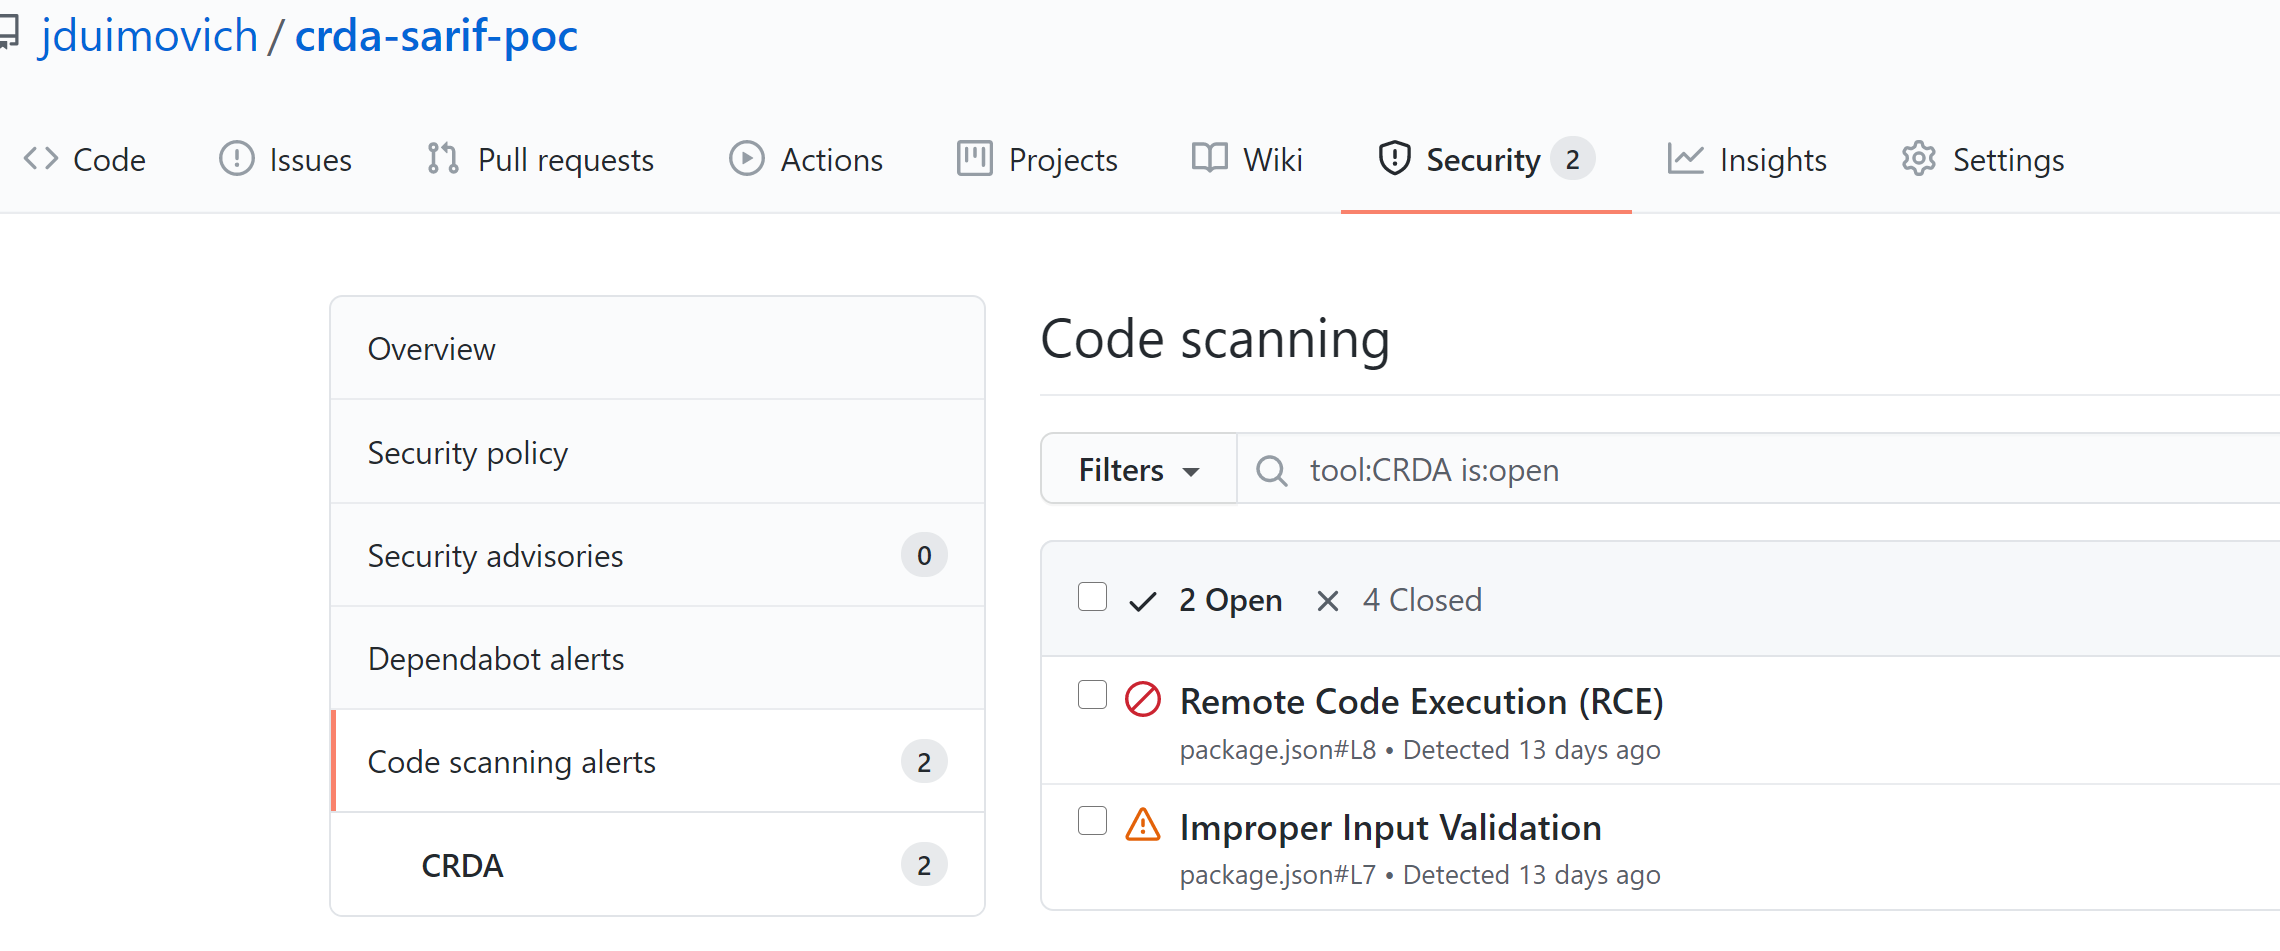 jduimovich / crda-sarif-poc
Code Issues Pull requests Actions Projects Wiki Security 2 Insights Settings
Overview
Security policy
Security advisories 0
Dependabot alerts
Code scanning alerts 2
CRDA 2
Code scanning
Filters tool:CRDA is:open
2 Open 4 Closed
Remote Code Execution (RCE)
package.json#L8 • Detected 13 days ago
Improper Input Validation
package.json#L7 • Detected 13 days ago